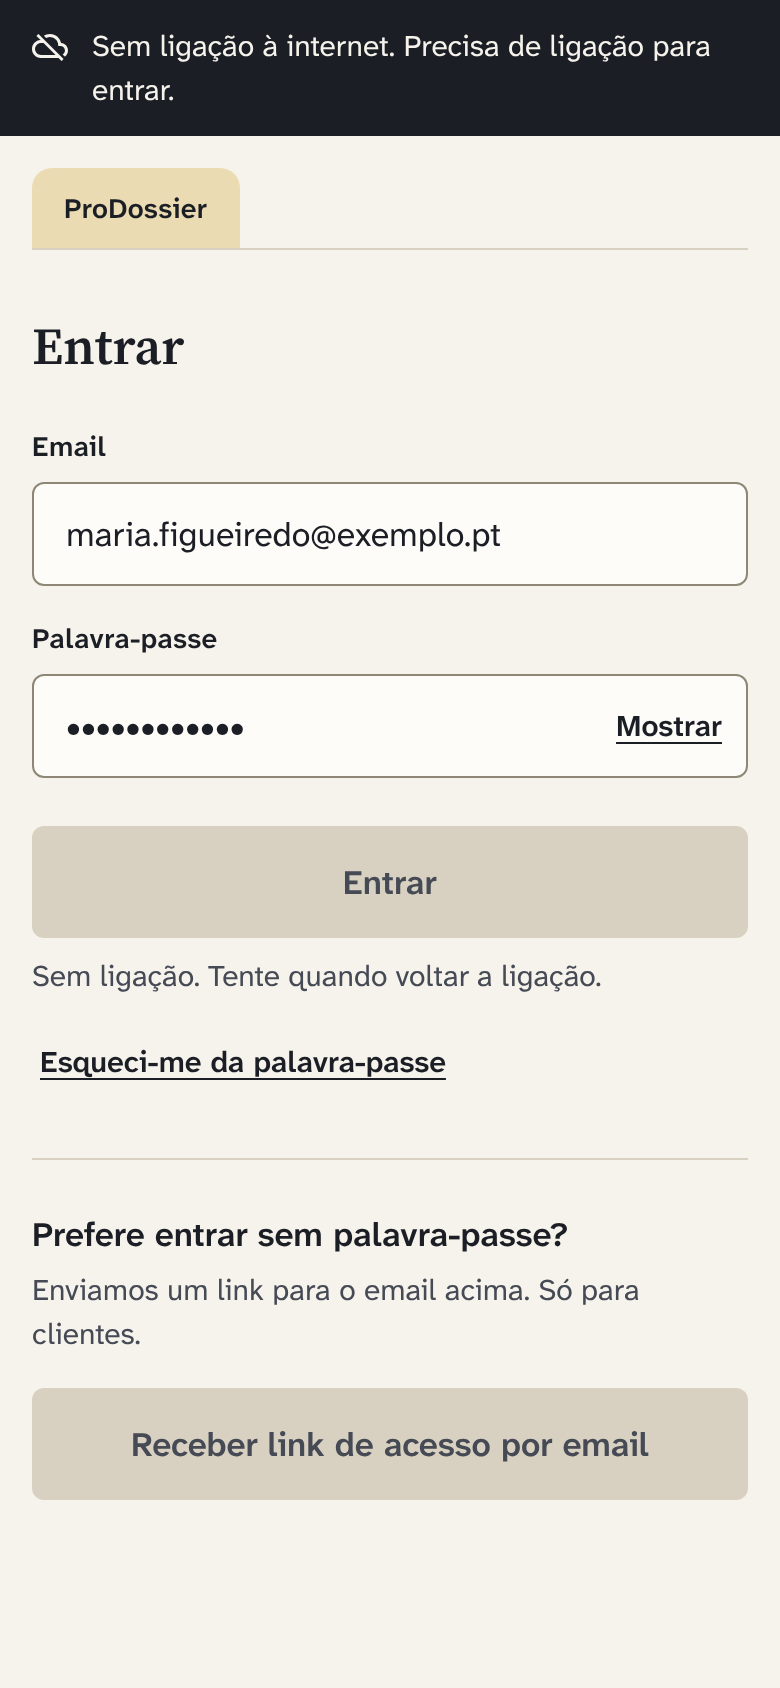 Sem ligação à internet. Precisa de ligação para
entrar.
ProDossier
Entrar
Email
maria.figueiredo@exemplo.pt
Palavra-passe
••••••••••••
Mostrar
Entrar
Sem ligação. Tente quando voltar a ligação.
Esqueci-me da palavra-passe
Prefere entrar sem palavra-passe?
Enviamos um link para o email acima. Só para
clientes.
Receber link de acesso por email